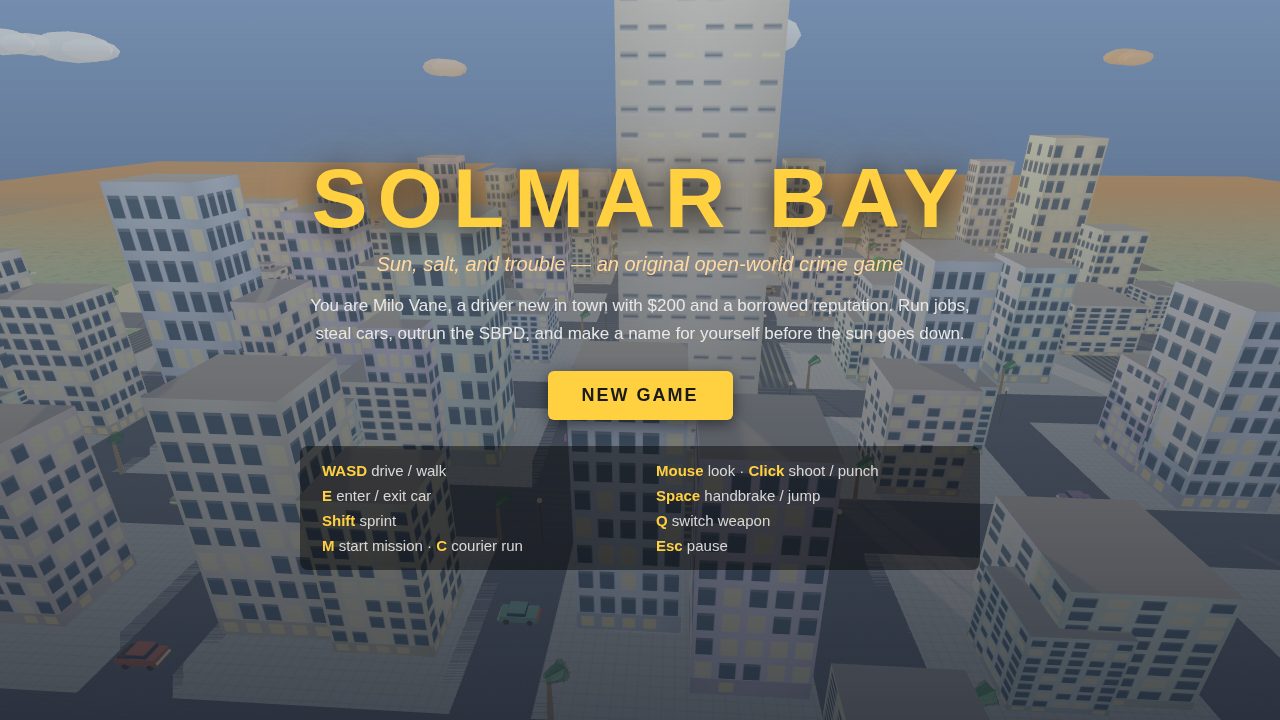 SOLMAR BAY
Sun, salt, and trouble — an original open-world crime game
You are Milo Vane, a driver new in town with $200 and a borrowed reputation. Run jobs,
steal cars, outrun the SBPD, and make a name for yourself before the sun goes down.
NEW GAME
WASD drive / walk
Mouse look · Click shoot / punch
E enter / exit car
Space handbrake / jump
Shift sprint
Q switch weapon
M start mission · C courier run
Esc pause